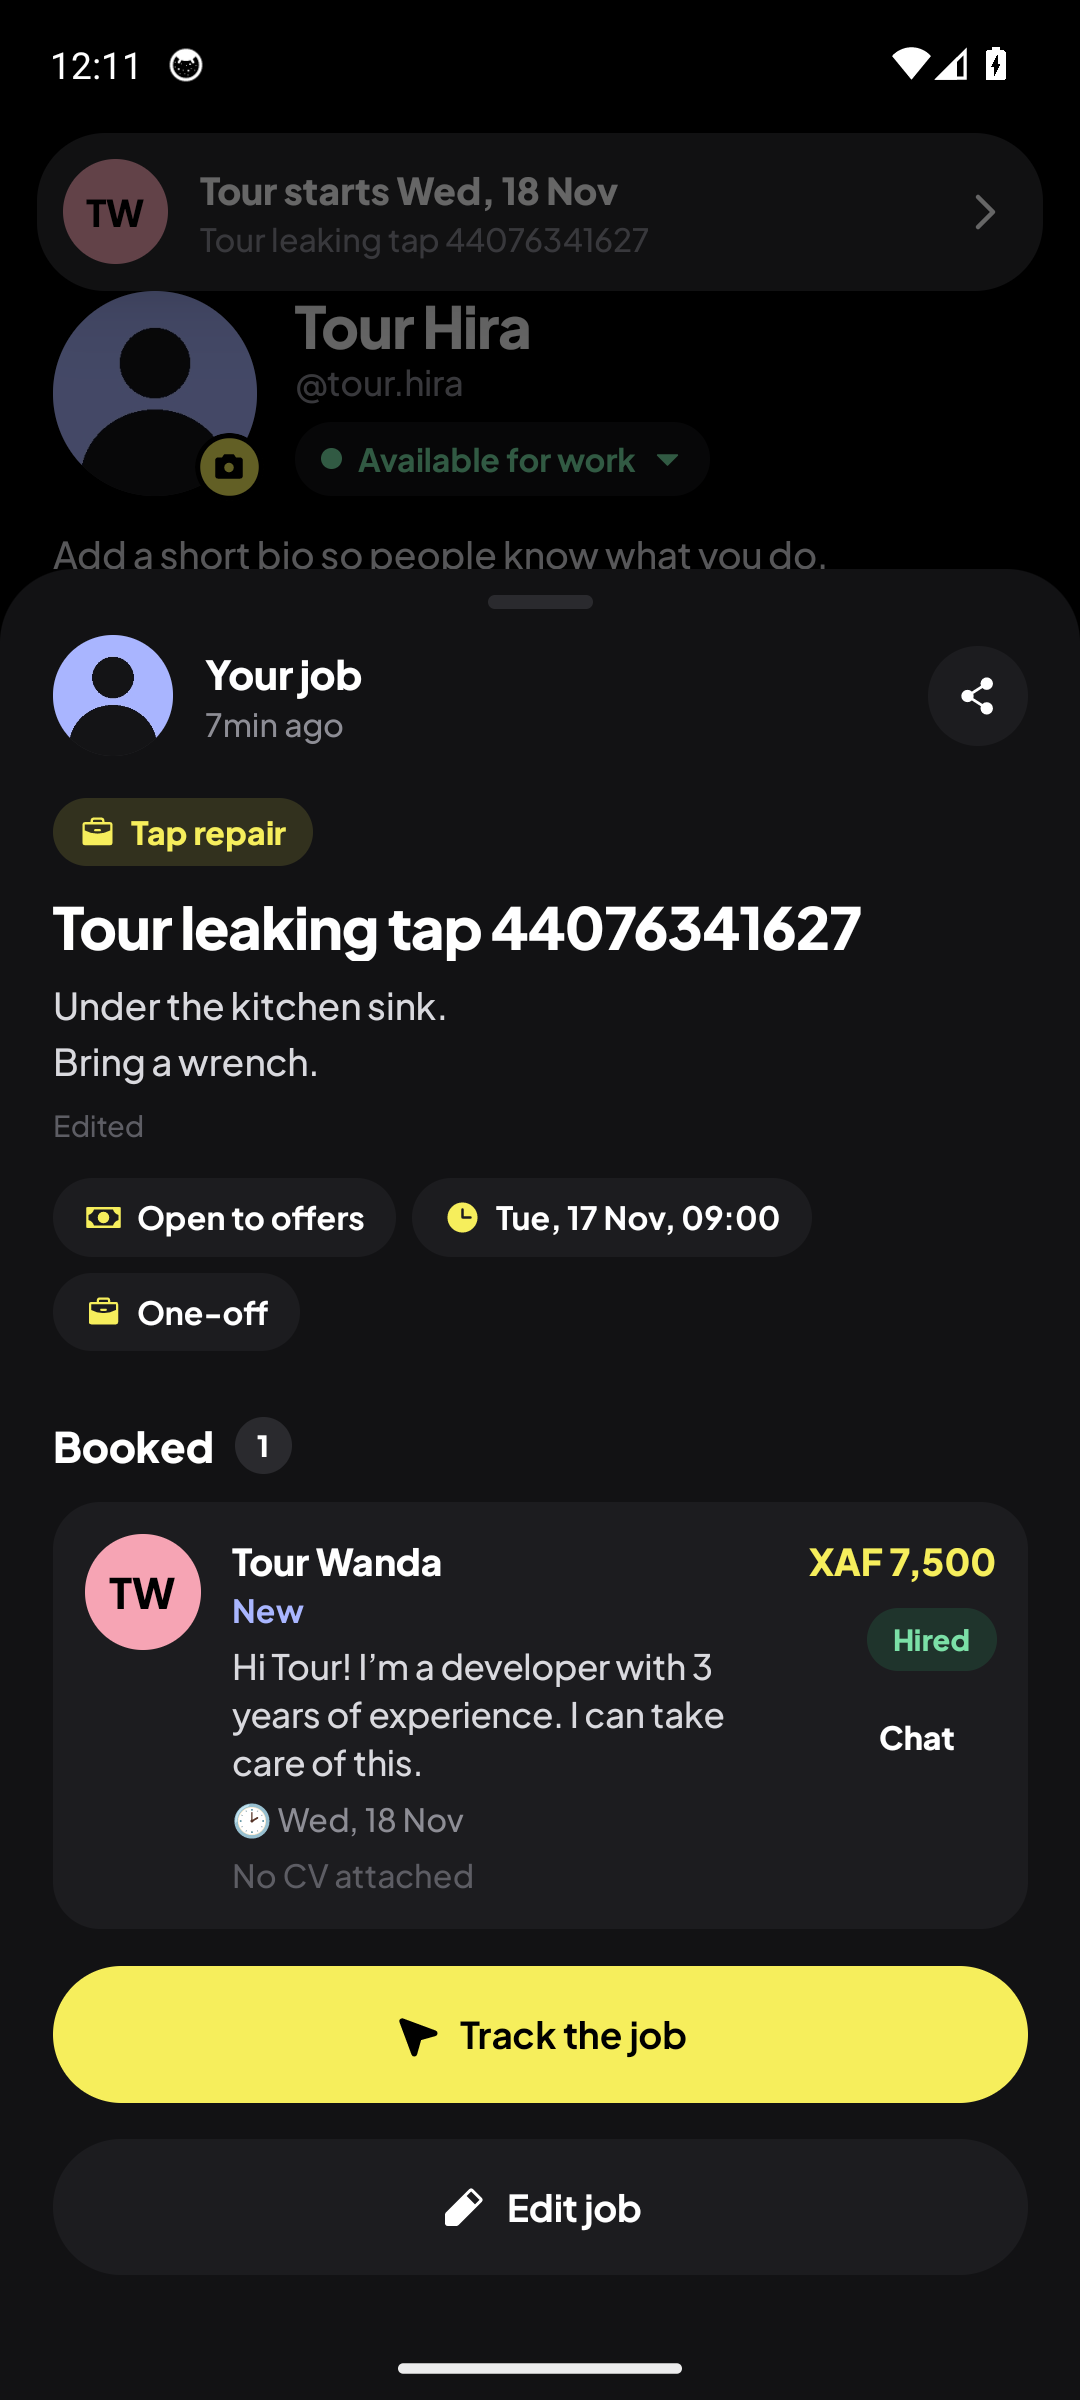 12:11
TW
Tour starts Wed, 18 Nov
Tour leaking tap 44076341627
Tour Hira
@tour.hira
Available for work
Add a short bio so people know what you do.
Your job
7min ago
Tap repair
Tour leaking tap 44076341627
Under the kitchen sink.
Bring a wrench.
Edited
Open to offers
Tue, 17 Nov, 09:00
One-off
Booked 1
TW
Tour Wanda
XAF 7,500
New
Hired
Hi Tour! I’m a developer with 3
years of experience. I can take
care of this.
Chat
🕑 Wed, 18 Nov
No CV attached
Track the job
Edit job